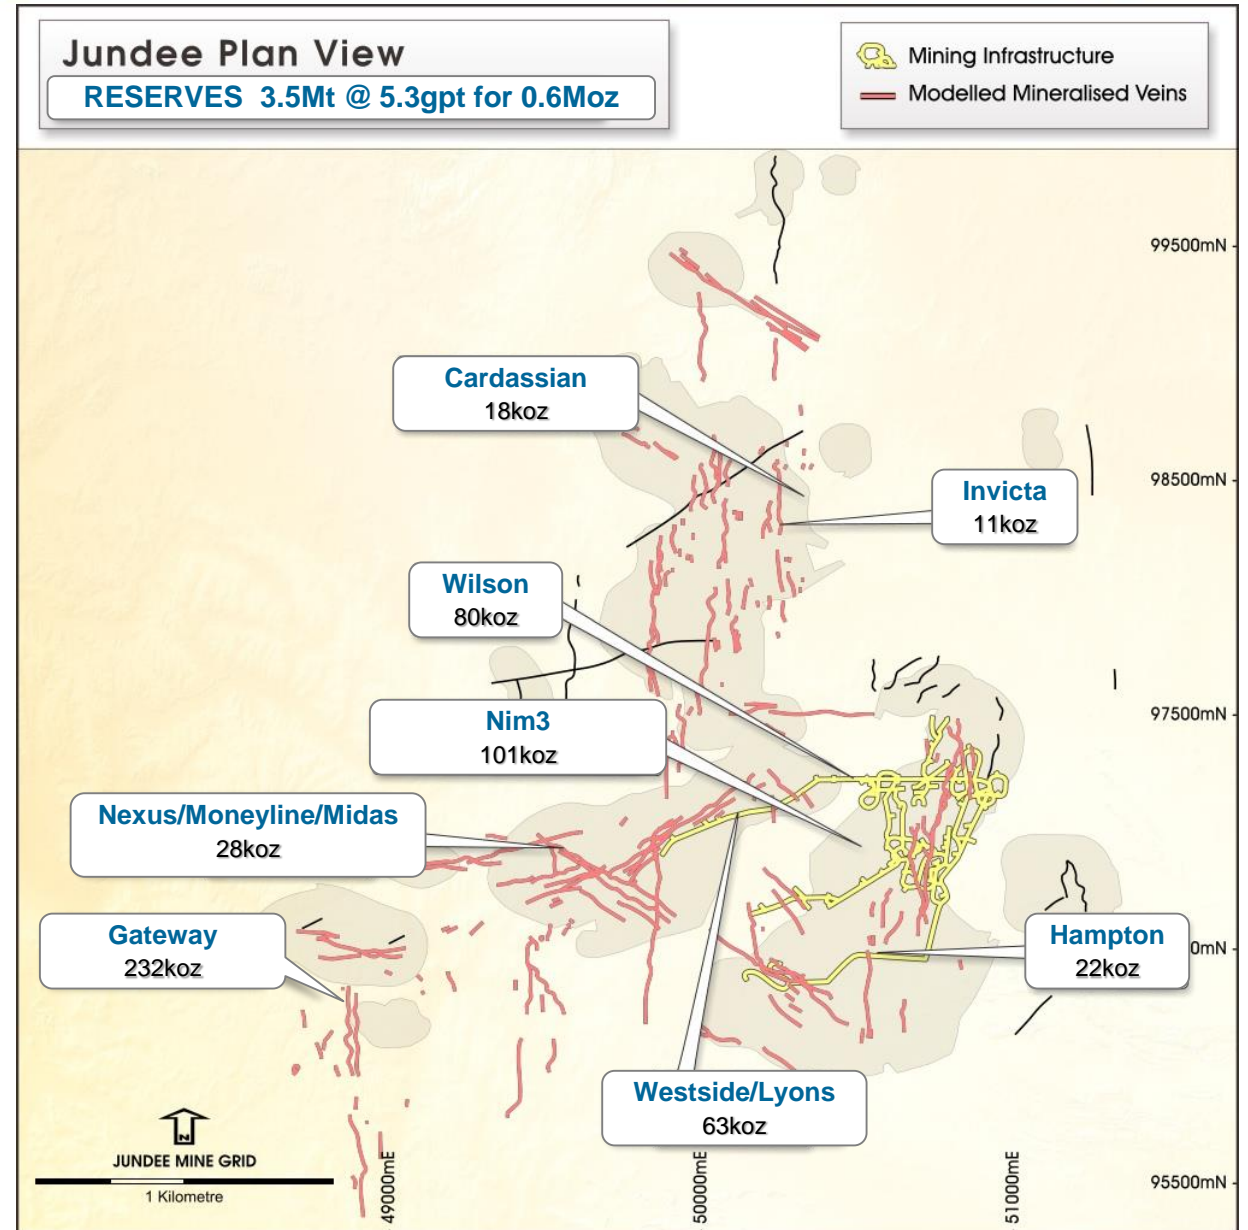 Jundee Plan View
RESERVES 3.5Mt @ 5.3gpt for 0.6Moz
Mining Infrastructure
Modelled Mineralised Veins
99500mN
Cardassian
18koz
98500mN
Invicta
11koz
Wilson
80koz
97500mN
Nim3
101koz
Nexus/Moneyline/Midas
28koz
Gateway
232koz
Hampton
22koz
0mN
Westside/Lyons
63koz
N
JUNDEE MINE GRID
1 Kilometre
49000mE
50000mE
51000mE
95500mN